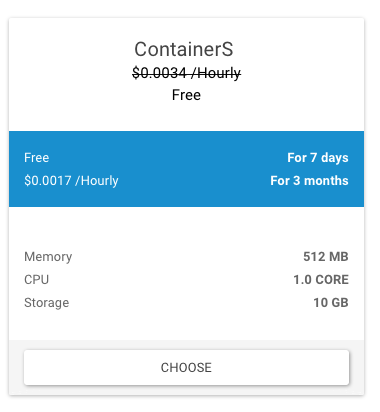 ContainerS
$0.0034 /Hourly
Free
Free For 7 days
$0.0017 /Hourly For 3 months
Memory 512 MB
CPU 1.0 CORE
Storage 10 GB
CHOOSE